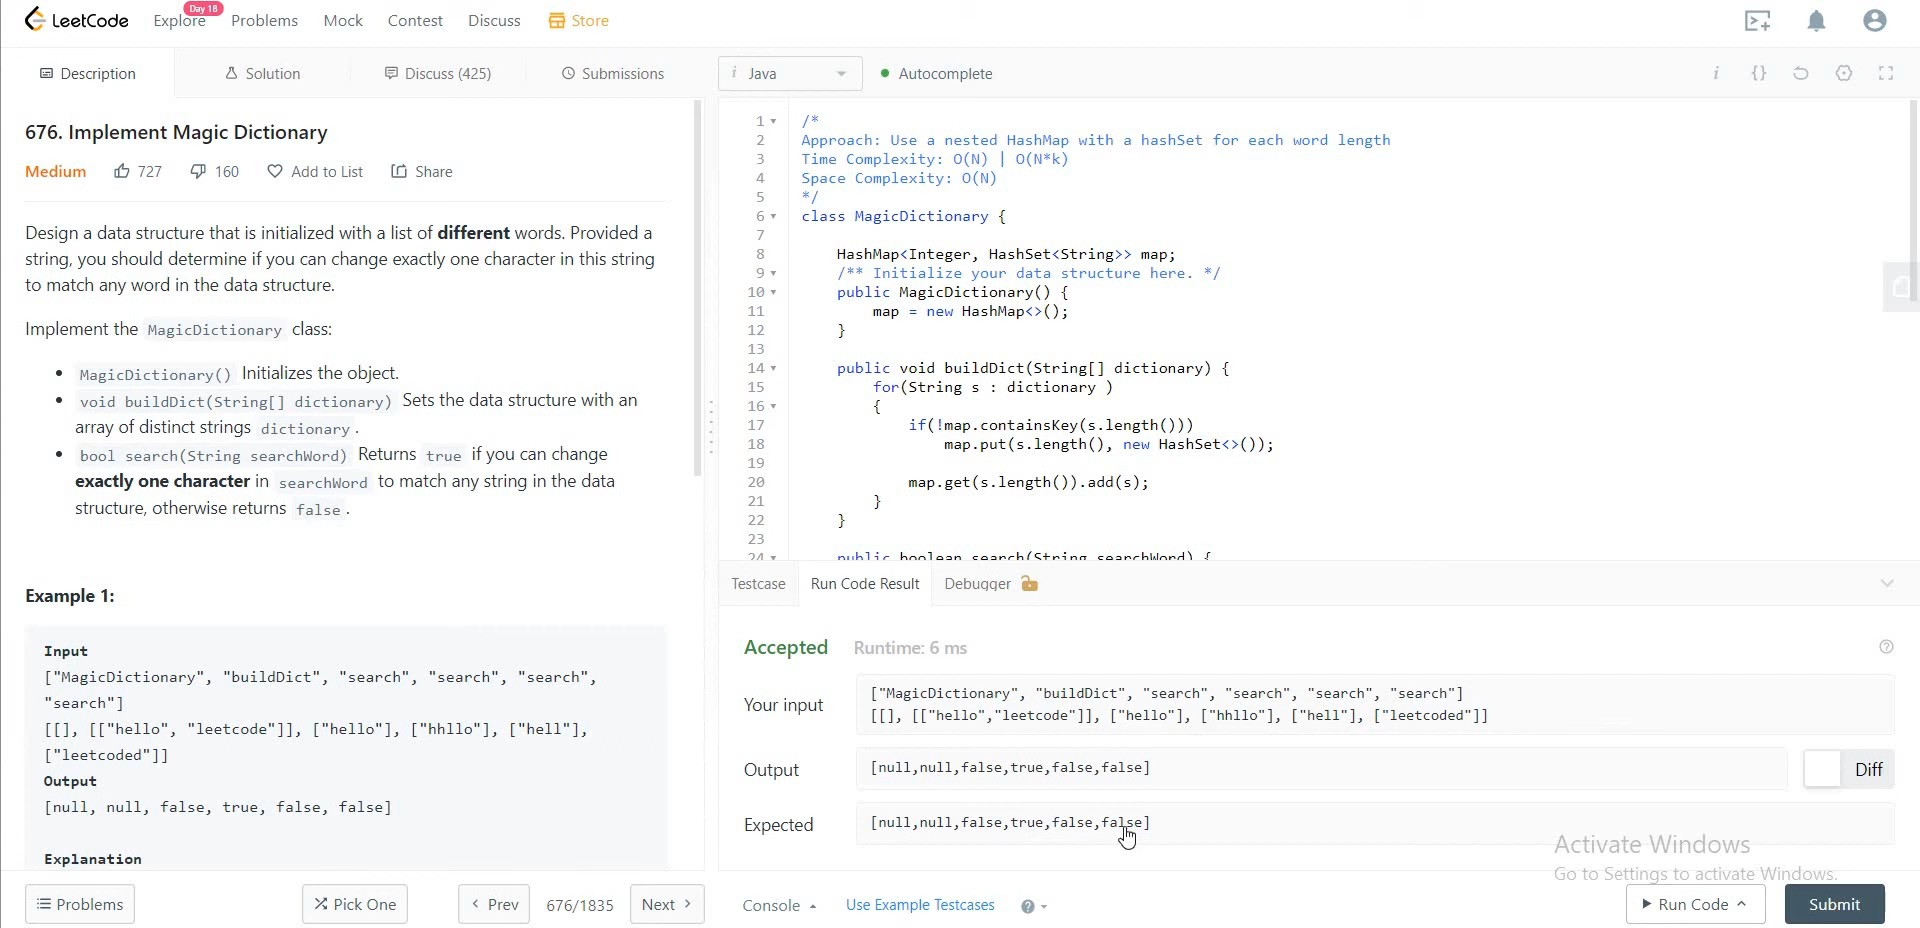 LeetCode
Explore
Day 18
Problems
Mock
Contest
Discuss
Store
Description
Solution
Discuss (425)
Submissions
i Java
Autocomplete
676. Implement Magic Dictionary
Medium
727
160
Add to List
Share
Design a data structure that is initialized with a list of different words. Provided a
string, you should determine if you can change exactly one character in this string
to match any word in the data structure.
Implement the MagicDictionary class:
MagicDictionary() Initializes the object.
void buildDict(String[] dictionary) Sets the data structure with an
array of distinct strings dictionary.
bool search(String searchWord) Returns true if you can change
exactly one character in searchWord to match any string in the data
structure, otherwise returns false.
Example 1:
Input
["MagicDictionary", "buildDict", "search", "search", "search",
"search"]
[[], [["hello", "leetcode"]], ["hello"], ["hhllo"], ["hell"],
["leetcoded"]]
Output
[null, null, false, true, false, false]
Explanation
Problems
Pick One
Prev
676/1835
Next
1 /*
2 Approach: Use a nested HashMap with a hashSet for each word length
3 Time Complexity: O(N) | O(N*k)
4 Space Complexity: O(N)
5 */
6 class MagicDictionary {
7
8 HashMap<Integer, HashSet<String>> map;
9 /** Initialize your data structure here. */
10 public MagicDictionary() {
11 map = new HashMap<>();
12 }
13
14 public void buildDict(String[] dictionary) {
15 for(String s : dictionary )
16 {
17 if(!map.containsKey(s.length()))
18 map.put(s.length(), new HashSet<>());
19
20 map.get(s.length()).add(s);
21 }
22 }
23
24 public boolean search(String searchWord) {
Testcase
Run Code Result
Debugger
Accepted
Runtime: 6 ms
Your input
["MagicDictionary", "buildDict", "search", "search", "search", "search"]
[[], [["hello","leetcode"]], ["hello"], ["hhllo"], ["hell"], ["leetcoded"]]
Output
[null,null,false,true,false,false]
Diff
Expected
[null,null,false,true,false,false]
Activate Windows
Go to Settings to activate Windows.
Console
Use Example Testcases
Run Code
Submit